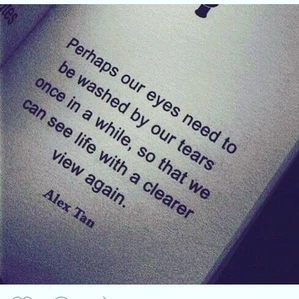 Perhaps our eyes need to
be washed by our tears
once in a while, so that we
can see life with a clearer
view again.
Alex Tan